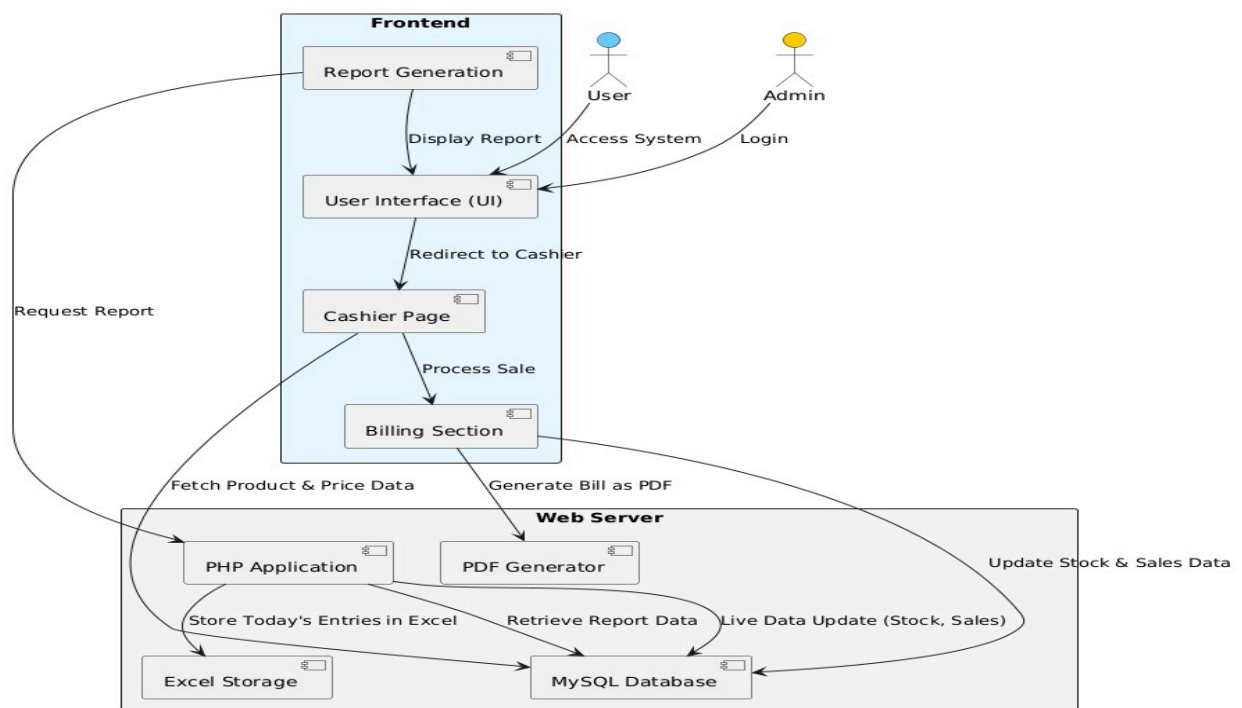 Frontend
Report Generation
User
Admin
Display Report
Access System
Login
User Interface (UI)
Redirect to Cashier
Request Report
Cashier Page
Process Sale
Billing Section
Fetch Product & Price Data
Generate Bill as PDF
Web Server
PHP Application
PDF Generator
Update Stock & Sales Data
Store Today's Entries in Excel
Retrieve Report Data
Live Data Update (Stock, Sales)
Excel Storage
MySQL Database